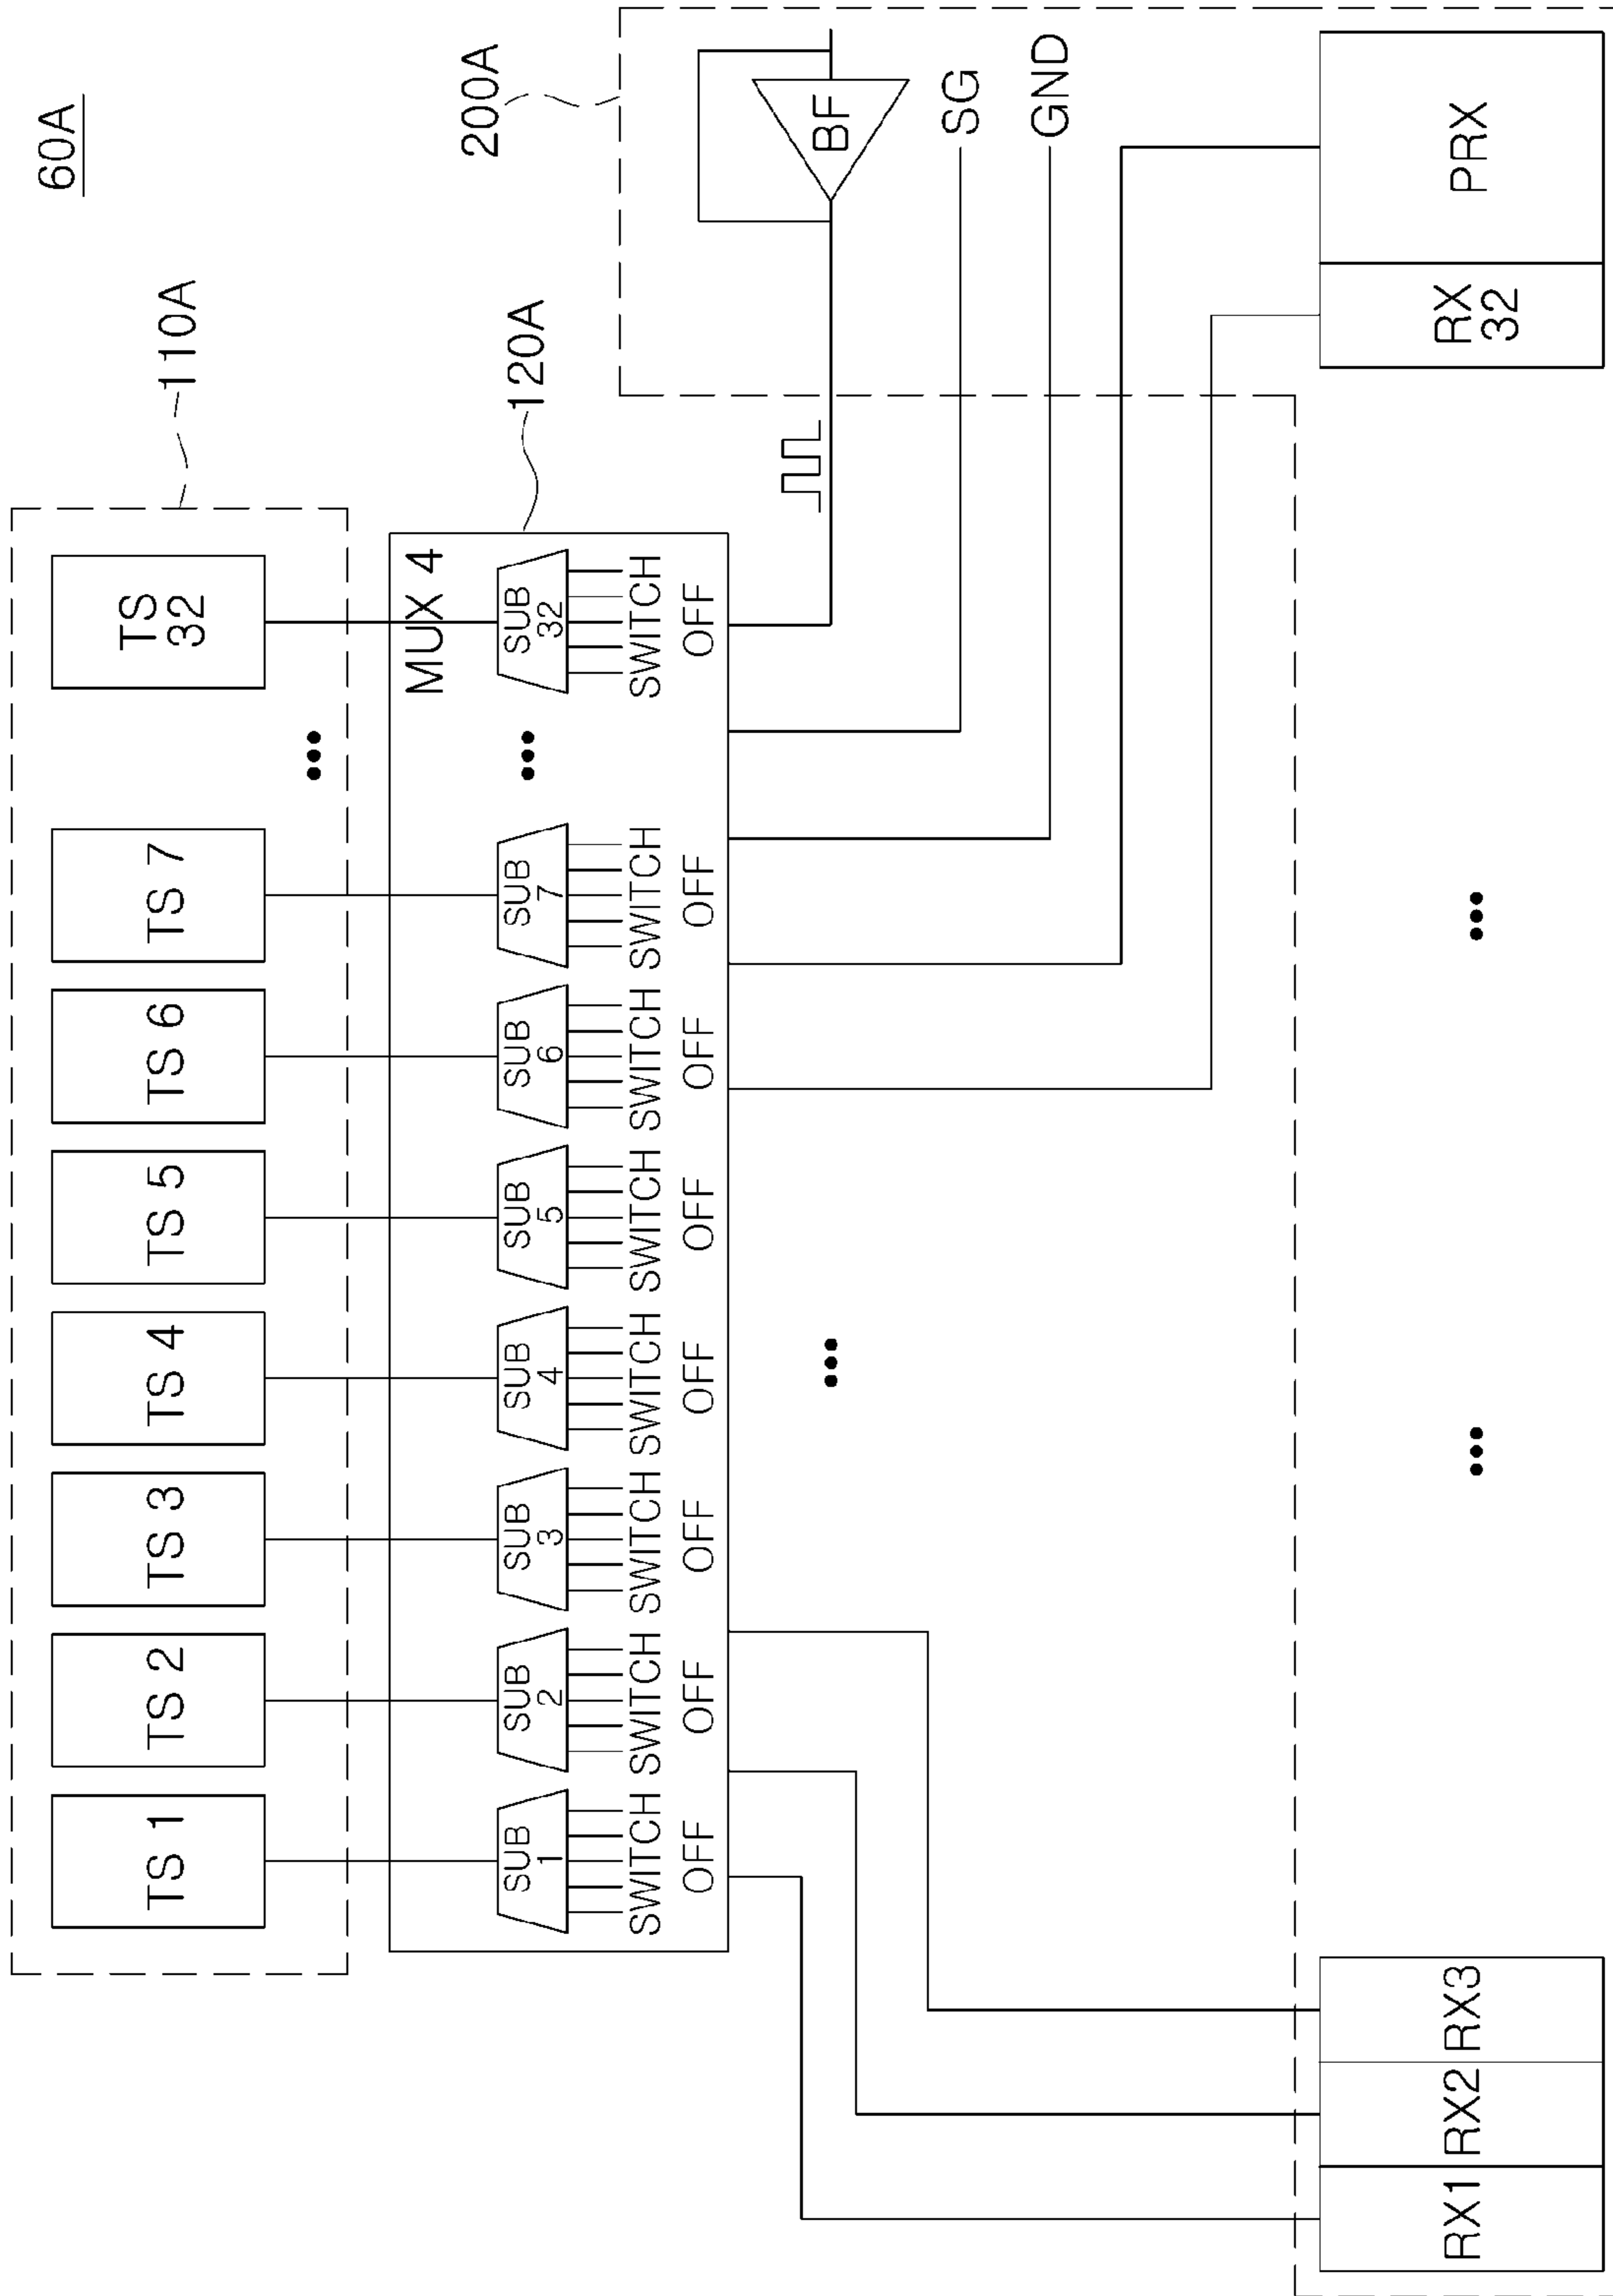 60A
110A
TS 1
TS 2
TS 3
TS 4
TS 5
TS 6
TS 7
TS
32
120A
MUX 4
SUB
1
SUB
2
SUB
3
SUB
4
SUB
5
SUB
6
SUB
7
SUB
32
SWITCH
OFF
SWITCH
OFF
SWITCH
OFF
SWITCH
OFF
SWITCH
OFF
SWITCH
OFF
SWITCH
OFF
SWITCH
OFF
200A
BF
SG
GND
RX1
RX2
RX3
RX
32
PRX